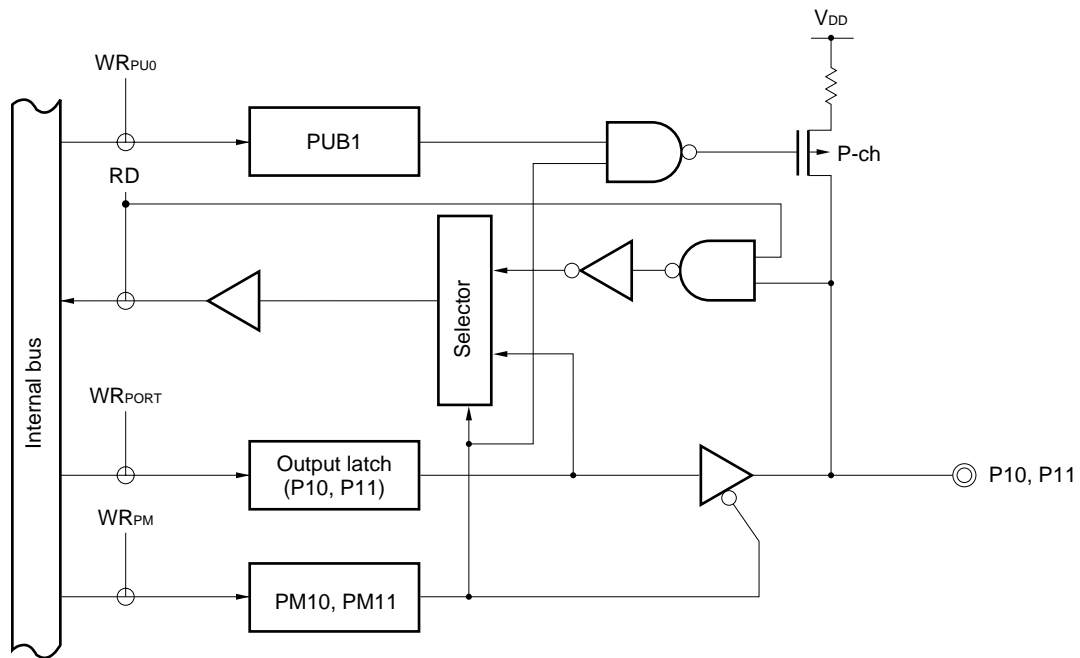 VDD
WRPU0
PUB1
P-ch
RD
Selector
Internal bus
WRPORT
Output latch
(P10, P11)
P10, P11
WRPM
PM10, PM11